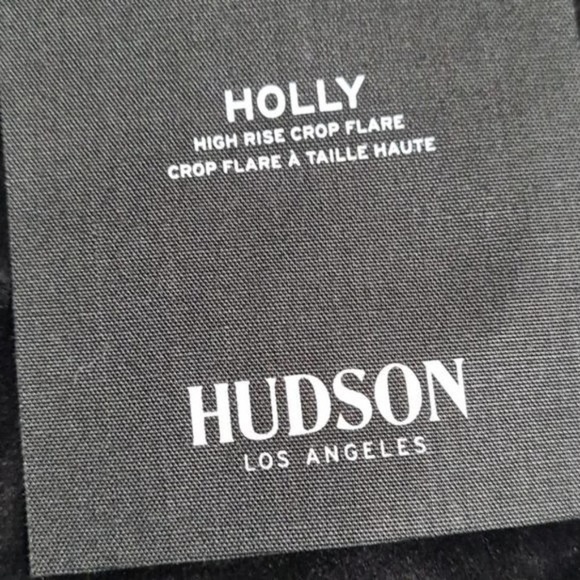 HOLLY
HIGH RISE CROP FLARE
CROP FLARE À TAILLE HAUTE
HUDSON
LOS ANGELES